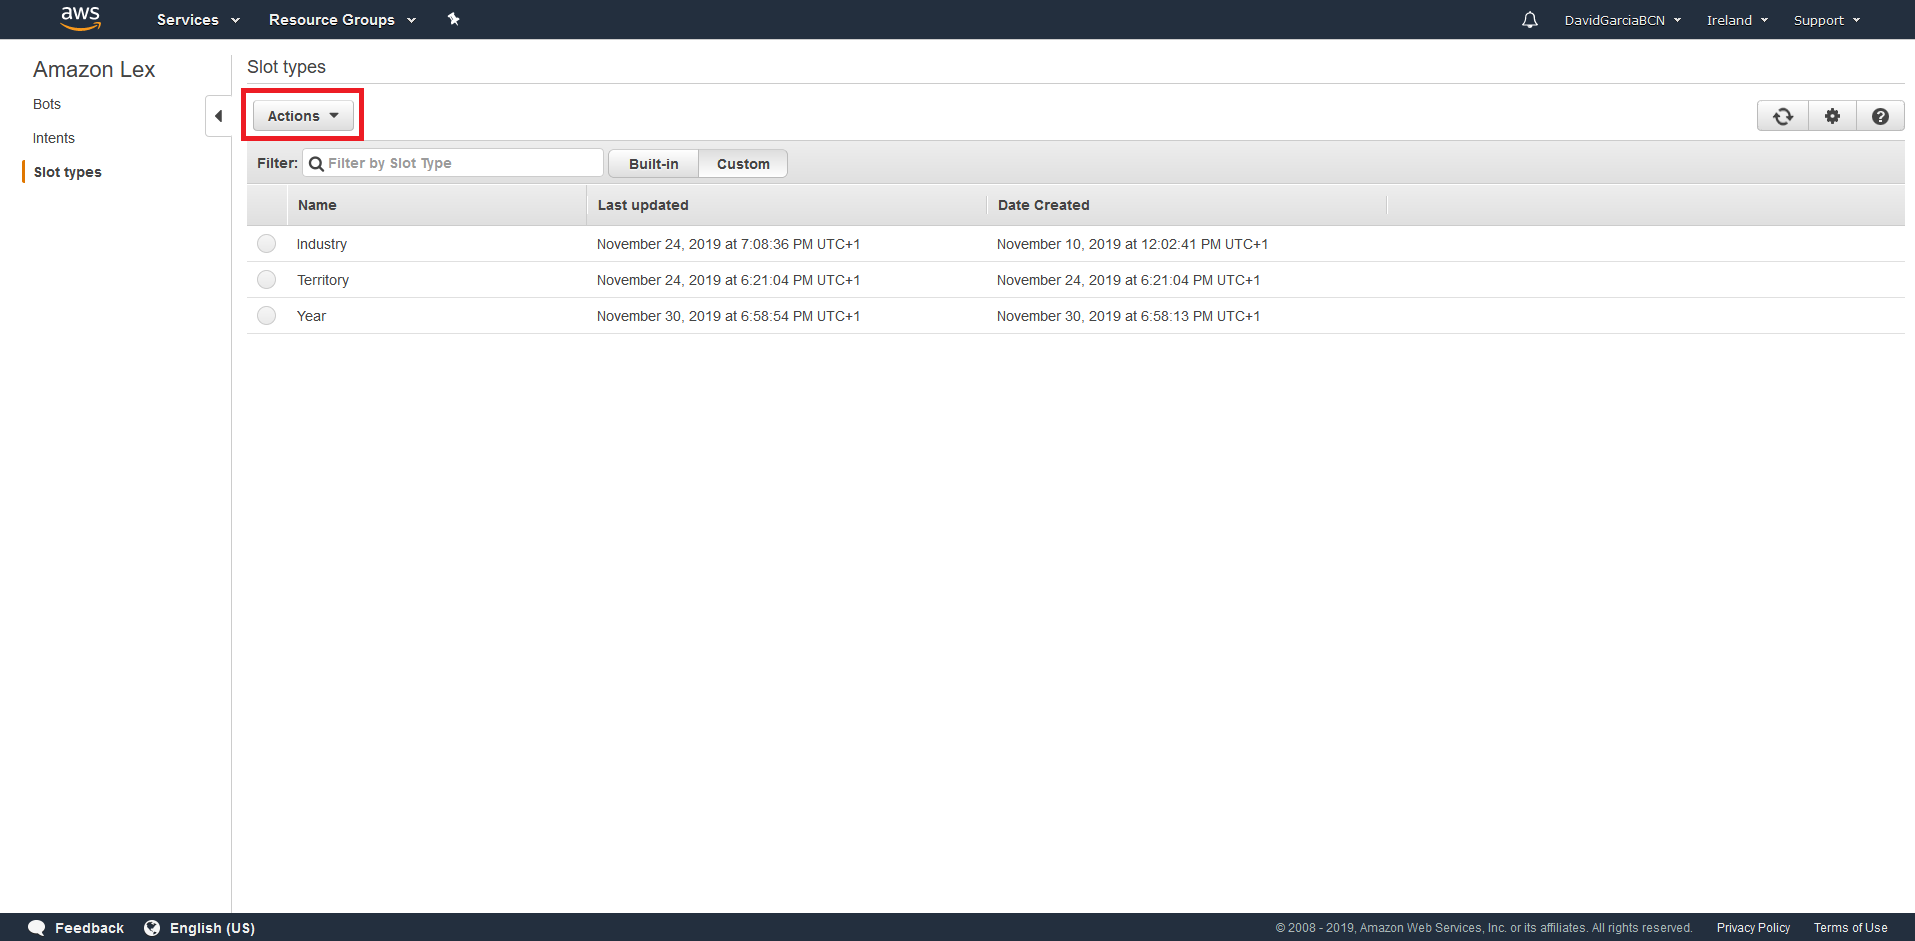 aws Services Resource Groups DavidGarciaBCN Ireland Support
Amazon Lex
Bots
Intents
Slot types
Slot types
Actions
Filter: Filter by Slot Type Built-in Custom
Name Last updated Date Created
Industry November 24, 2019 at 7:08:36 PM UTC+1 November 10, 2019 at 12:02:41 PM UTC+1
Territory November 24, 2019 at 6:21:04 PM UTC+1 November 24, 2019 at 6:21:04 PM UTC+1
Year November 30, 2019 at 6:58:54 PM UTC+1 November 30, 2019 at 6:58:13 PM UTC+1
Feedback English (US) © 2008 - 2019, Amazon Web Services, Inc. or its affiliates. All rights reserved. Privacy Policy Terms of Use